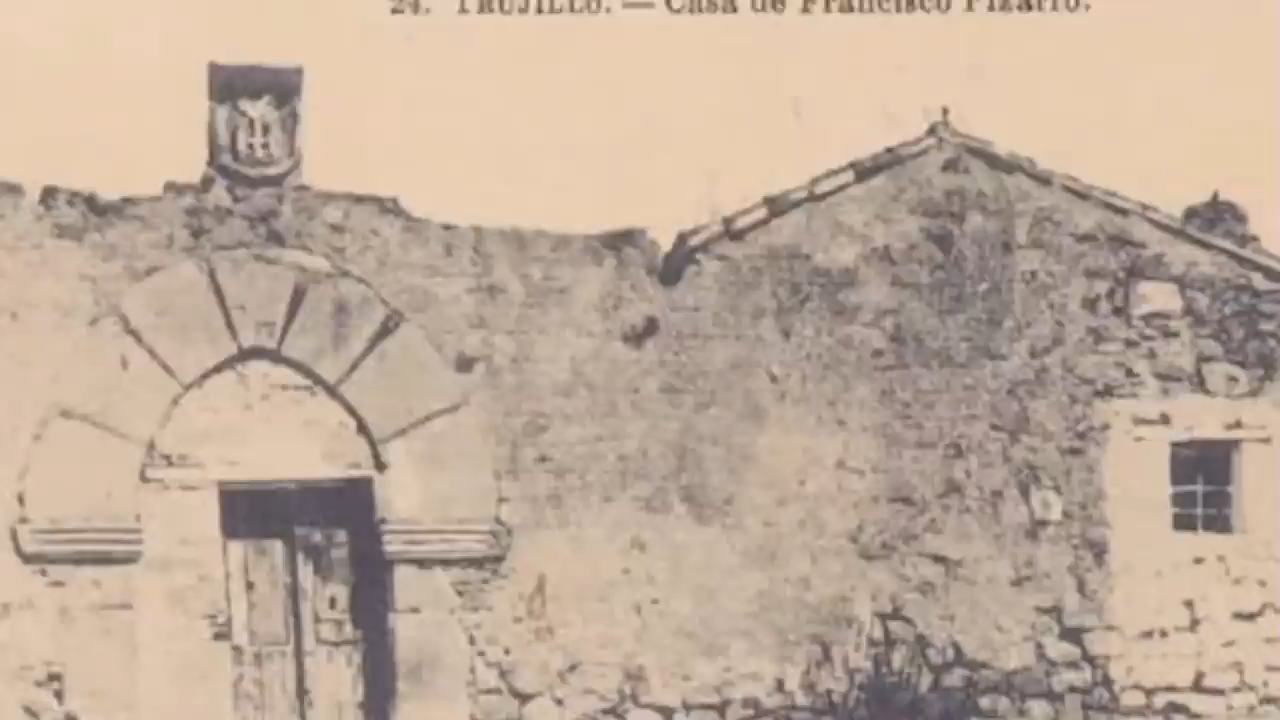 24. TRUJILLO. — Casa de Francisco Pizarro.